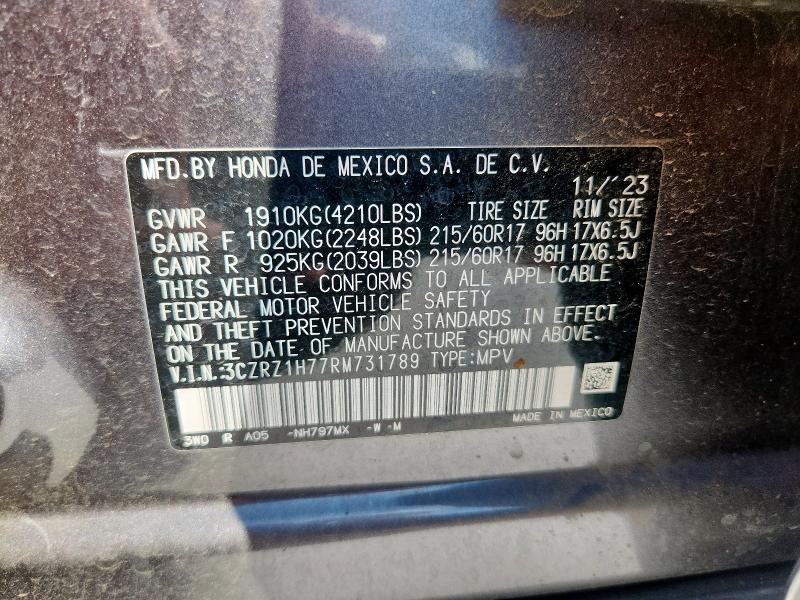 MFD.BY HONDA DE MEXICO S.A. DE C.V.
11/'23
GVWR 1910KG(4210LBS) TIRE SIZE RIM SIZE
GAWR F 1020KG(2248LBS) 215/60R17 96H 17X6.5J
GAWR R 925KG(2039LBS) 215/60R17 96H 17X6.5J
THIS VEHICLE CONFORMS TO ALL APPLICABLE
FEDERAL MOTOR VEHICLE SAFETY
AND THEFT PREVENTION STANDARDS IN EFFECT
ON THE DATE OF MANUFACTURE SHOWN ABOVE.
V.I.N.:3CZRZ1H77RM731789 TYPE:MPV
MADE IN MEXICO
3W0 R A05 -NH797MX -W -M